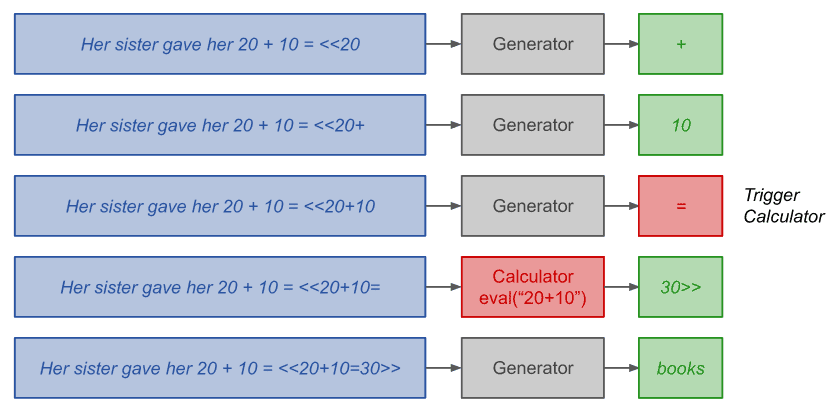 Her sister gave her 20 + 10 = <<20
Generator
+
Her sister gave her 20 + 10 = <<20+
Generator
10
Her sister gave her 20 + 10 = <<20+10
Generator
=
Trigger
Calculator
Her sister gave her 20 + 10 = <<20+10=
Calculator
eval(“20+10”)
30>>
Her sister gave her 20 + 10 = <<20+10=30>>
Generator
books